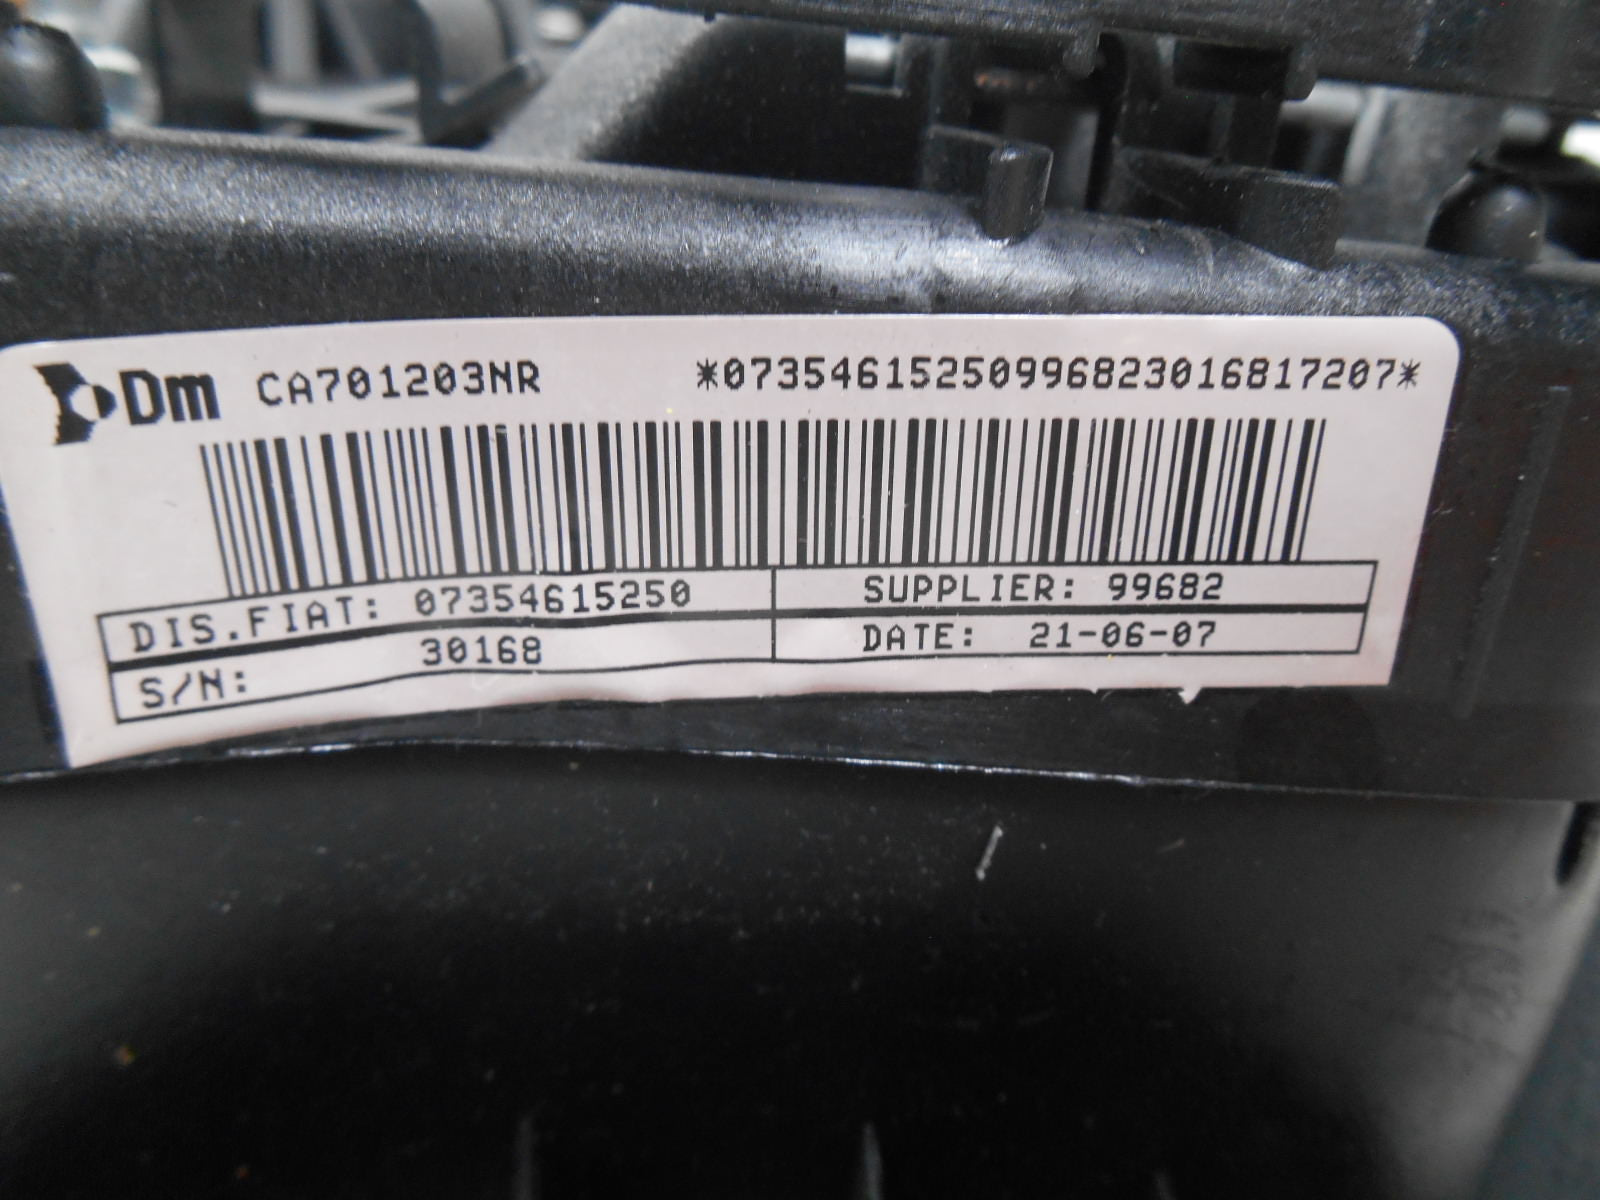 Dm CA701203NR *07354615250996823016817207*
DIS.FIAT: 07354615250 SUPPLIER: 99682
S/N: 30168 DATE: 21-06-07